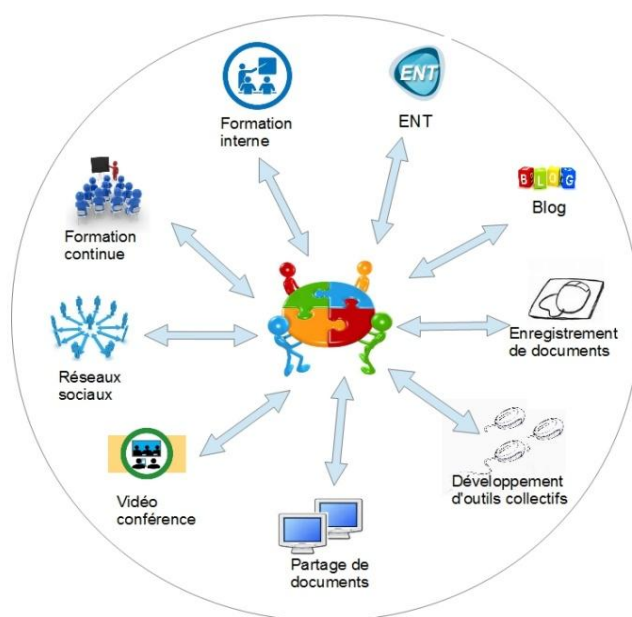 ENT
Formation
interne
ENT
BLOG
Blog
Formation
continue
Enregistrement
de documents
Réseaux
sociaux
Développement
d'outils collectifs
Vidéo
conférence
Partage de
documents